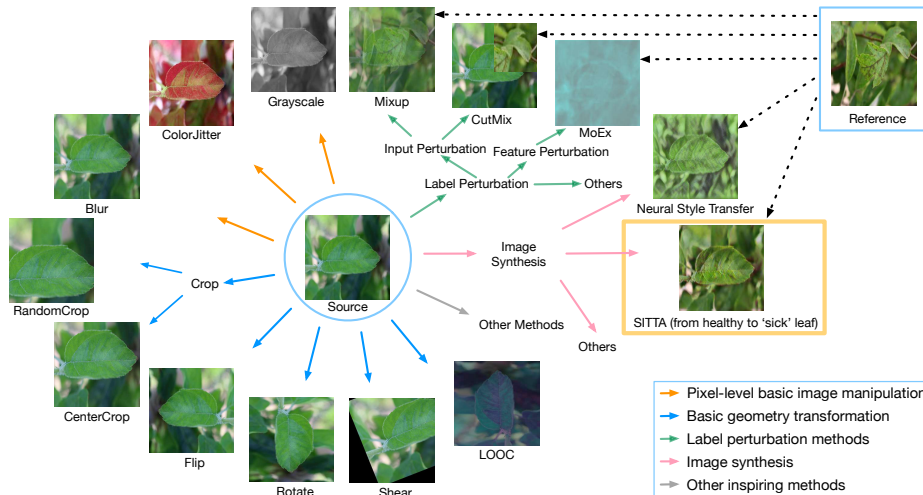 Grayscale
Mixup
CutMix
MoEx
Reference
ColorJitter
Input Perturbation
Feature Perturbation
Label Perturbation
Others
Blur
Neural Style Transfer
Image
Synthesis
Crop
RandomCrop
Source
SITTA (from healthy to ‘sick’ leaf)
Other Methods
Others
CenterCrop
Flip
Rotate
Shear
LOOC
Pixel-level basic image manipulation
Basic geometry transformation
Label perturbation methods
Image synthesis
Other inspiring methods